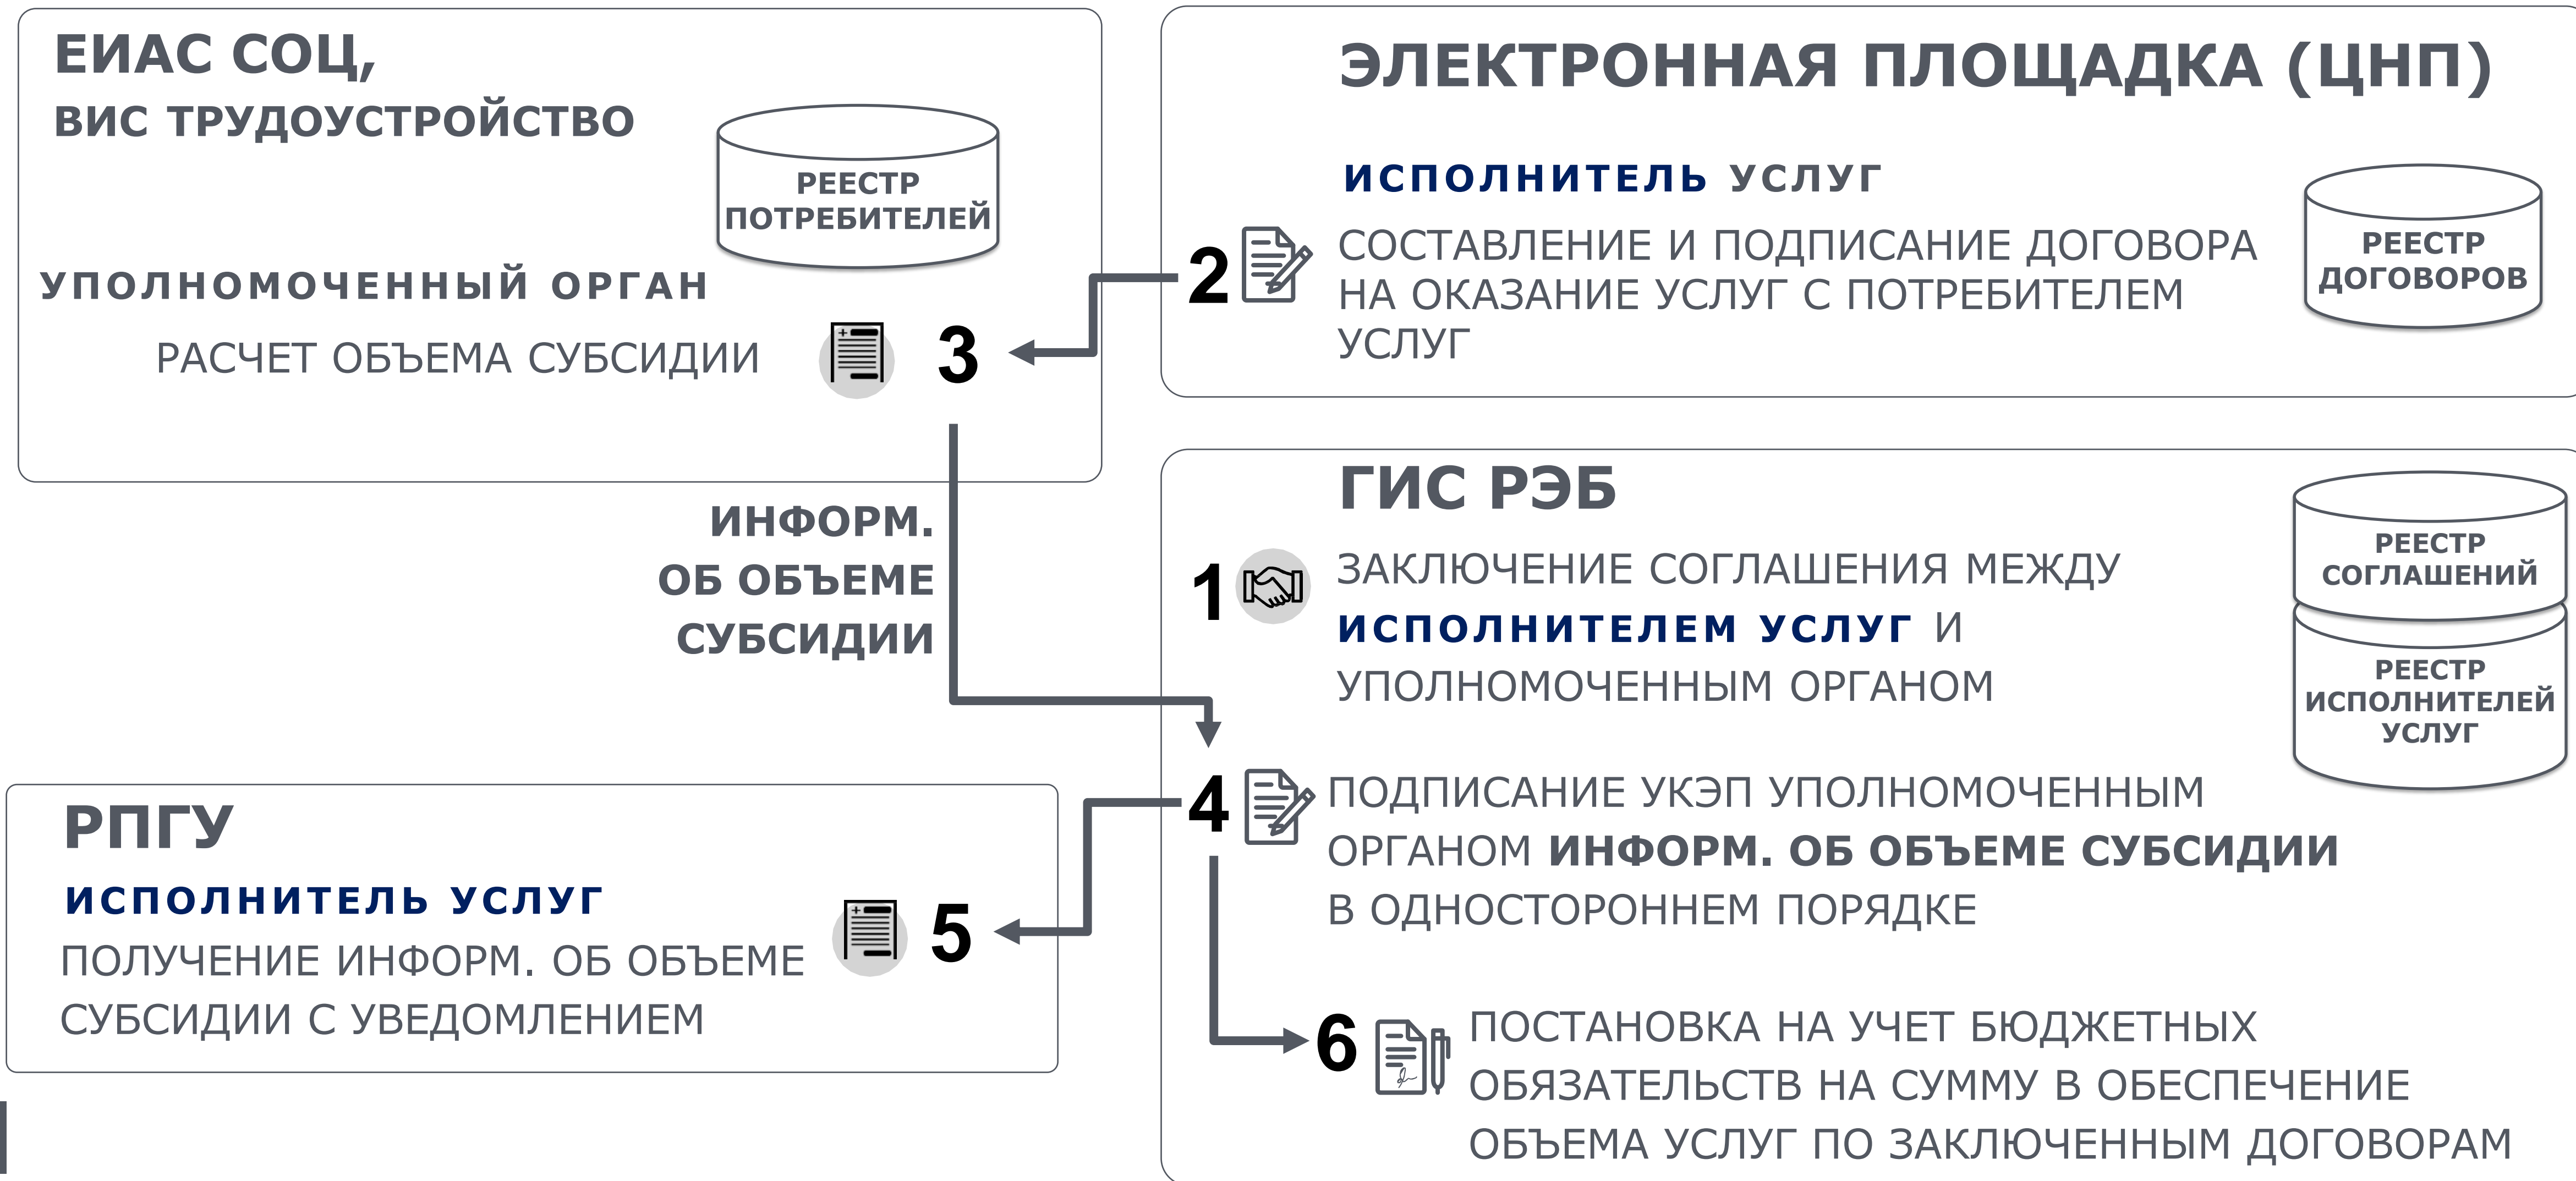 ЕИАС СОЦ,
ВИС ТРУДОУСТРОЙСТВО
РЕЕСТР
ПОТРЕБИТЕЛЕЙ
УПОЛНОМОЧЕННЫЙ ОРГАН
РАСЧЕТ ОБЪЕМА СУБСИДИИ
3
ЭЛЕКТРОННАЯ ПЛОЩАДКА (ЦНП)
ИСПОЛНИТЕЛЬ УСЛУГ
2
СОСТАВЛЕНИЕ И ПОДПИСАНИЕ ДОГОВОРА
НА ОКАЗАНИЕ УСЛУГ С ПОТРЕБИТЕЛЕМ
УСЛУГ
РЕЕСТР
ДОГОВОРОВ
ИНФОРМ.
ОБ ОБЪЕМЕ
СУБСИДИИ
ГИС РЭБ
1
ЗАКЛЮЧЕНИЕ СОГЛАШЕНИЯ МЕЖДУ
ИСПОЛНИТЕЛЕМ УСЛУГ И
УПОЛНОМОЧЕННЫМ ОРГАНОМ
РЕЕСТР
СОГЛАШЕНИЙ
РЕЕСТР
ИСПОЛНИТЕЛЕЙ
УСЛУГ
4
ПОДПИСАНИЕ УКЭП УПОЛНОМОЧЕННЫМ
ОРГАНОМ ИНФОРМ. ОБ ОБЪЕМЕ СУБСИДИИ
В ОДНОСТОРОННЕМ ПОРЯДКЕ
РПГУ
ИСПОЛНИТЕЛЬ УСЛУГ
ПОЛУЧЕНИЕ ИНФОРМ. ОБ ОБЪЕМЕ
СУБСИДИИ С УВЕДОМЛЕНИЕМ
5
6
ПОСТАНОВКА НА УЧЕТ БЮДЖЕТНЫХ
ОБЯЗАТЕЛЬСТВ НА СУММУ В ОБЕСПЕЧЕНИЕ
ОБЪЕМА УСЛУГ ПО ЗАКЛЮЧЕННЫМ ДОГОВОРАМ